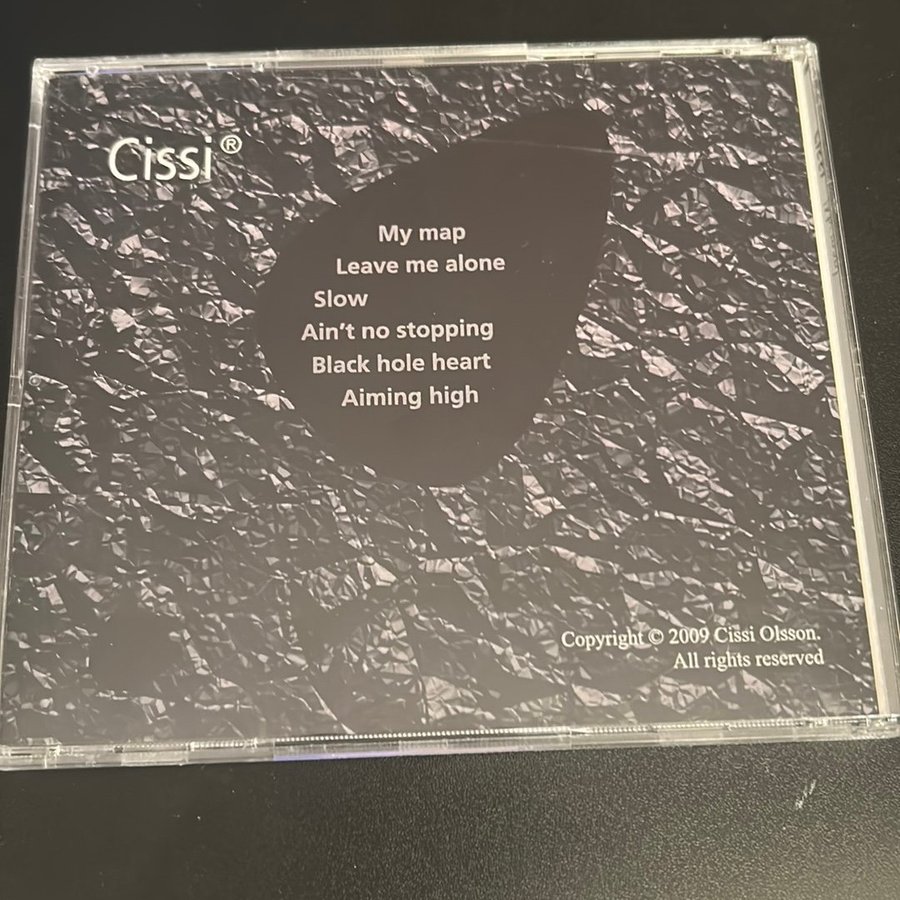 Cissi®
My map
Leave me alone
Slow
Ain't no stopping
Black hole heart
Aiming high
Copyright © 2009 Cissi Olsson.
All rights reserved